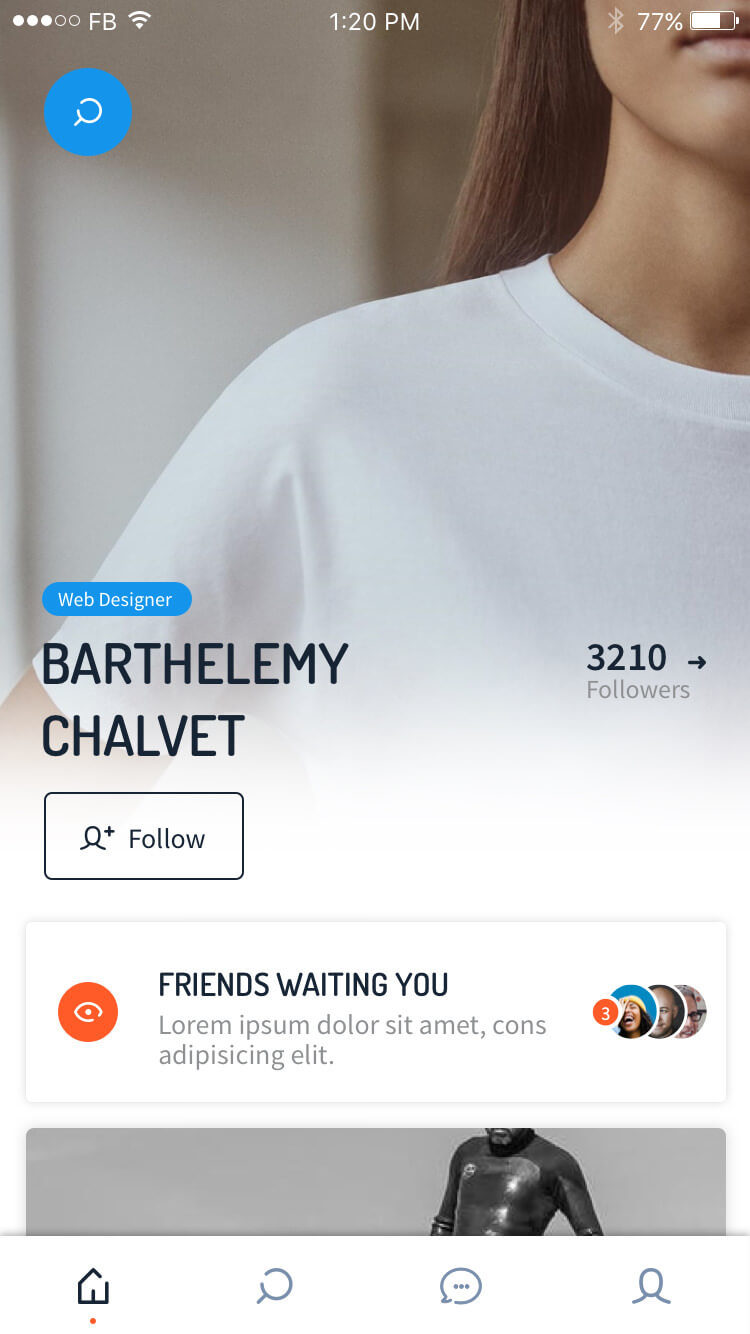 FB 1:20 PM 77%
Web Designer
BARTHELEMY
CHALVET
3210
Followers
Follow
FRIENDS WAITING YOU
Lorem ipsum dolor sit amet, cons
adipisicing elit.
3